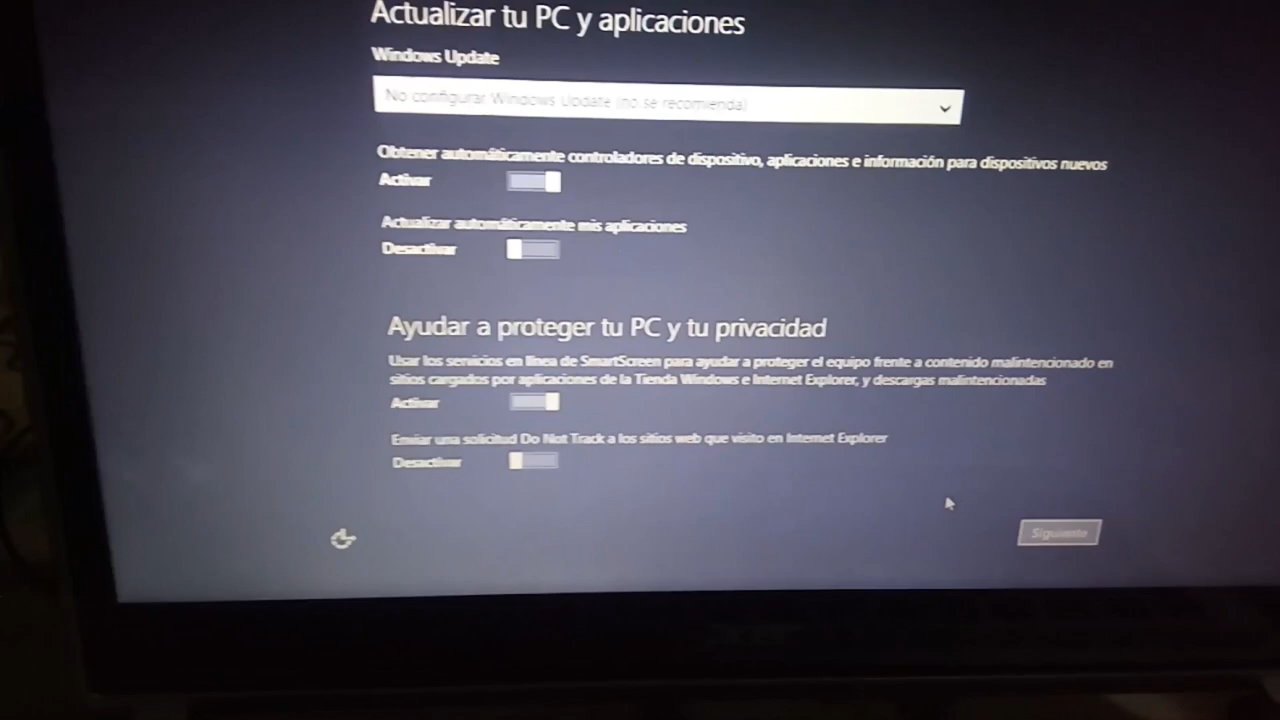 Actualizar tu PC y aplicaciones
Windows Update
No configurar Windows Update (no se recomienda)
Obtener automáticamente controladores de dispositivo, aplicaciones e información para dispositivos nuevos
Activar
Actualizar automáticamente mis aplicaciones
Desactivar
Ayudar a proteger tu PC y tu privacidad
Usar los servicios en línea de SmartScreen para ayudar a proteger el equipo frente a contenido malintencionado en
sitios cargados por aplicaciones de la Tienda Windows e Internet Explorer, y descargas malintencionadas
Activar
Enviar una solicitud Do Not Track a los sitios web que visito en Internet Explorer
Desactivar
Siguiente